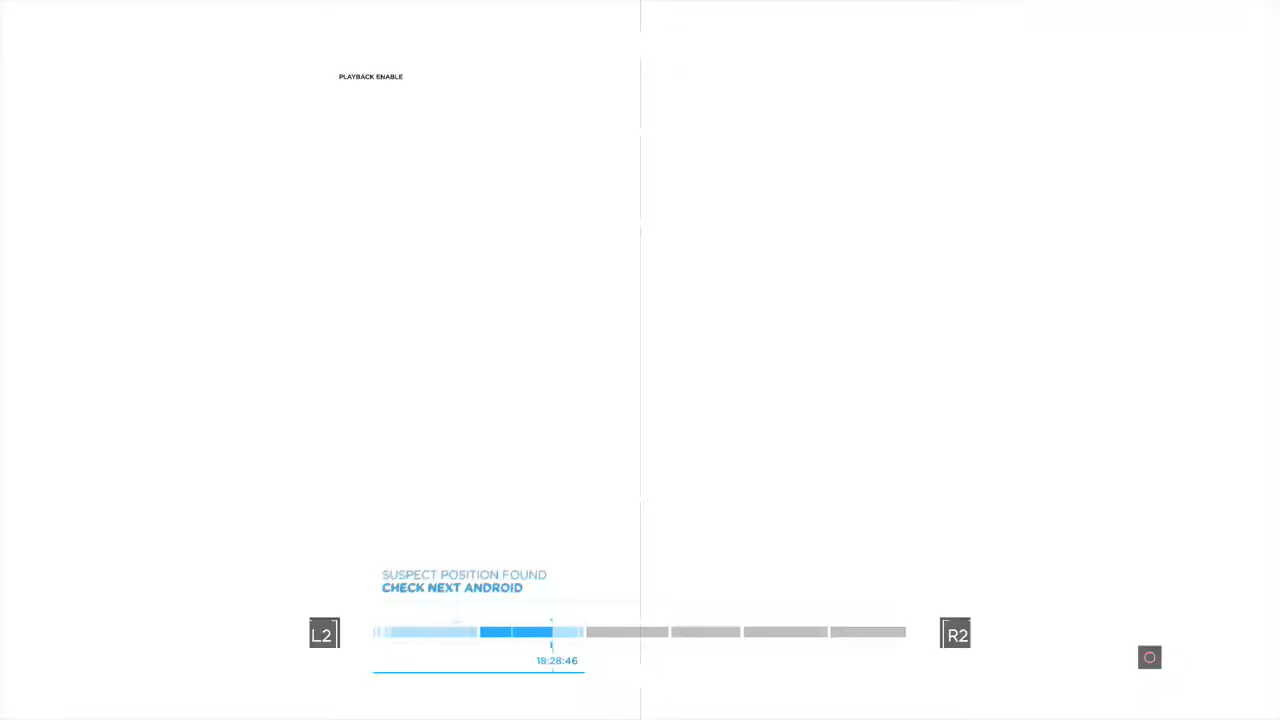 PLAYBACK ENABLE
SUSPECT POSITION FOUND
CHECK NEXT ANDROID
L2
R2
18:28:46